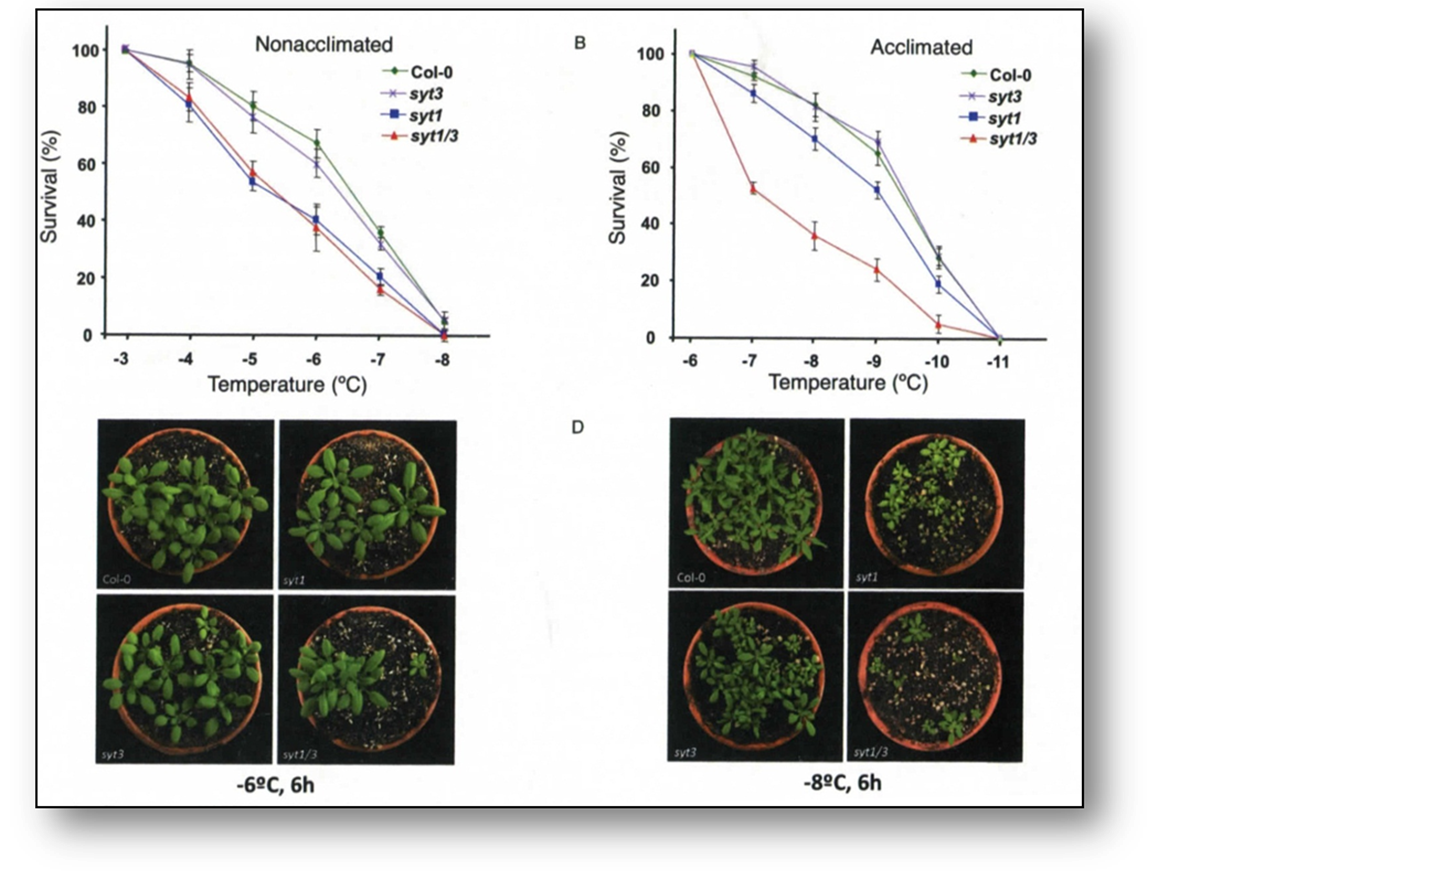 Nonacclimated
100
80
60
40
20
0
Survival (%)
Col-0
syt3
syt1
syt1/3
-3 -4 -5 -6 -7 -8
Temperature (ºC)
B
Acclimated
100
80
60
40
20
0
Survival (%)
Col-0
syt3
syt1
syt1/3
-6 -7 -8 -9 -10 -11
Temperature (ºC)
Col-0
syt1
syt3
syt1/3
-6ºC, 6h
D
Col-0
syt1
syt3
syt1/3
-8ºC, 6h